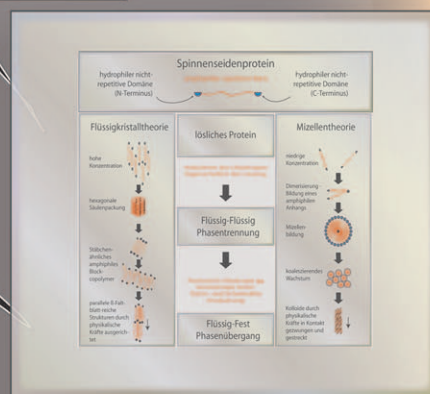 Spinnenseidenprotein
hydrophiler nicht-
repetitive Domäne
(N-Terminus)
hydrophiler nicht-
repetitive Domäne
(C-Terminus)
Flüssigkristalltheorie
hohe
Konzentration
hexagonale
Säulenpackung
Stäbchen-
ähnliches
amphiphiles
Block-
copolymer
parallele ß-Falt-
blatt reiche
Strukturen durch
physikalische
Kräfte ausgerich-
tet
lösliches Protein
Flüssig-Flüssig
Phasentrennung
Flüssig-Fest
Phasenübergang
Mizellentheorie
niedrige
Konzentration
Dimerisierung -
Bildung eines
amphiphilen
Anhangs
Mizellen-
bildung
koaleszierendes
Wachstum
Kolloide durch
physikalische
Kräfte in Kontakt
gezwungen und
gestreckt